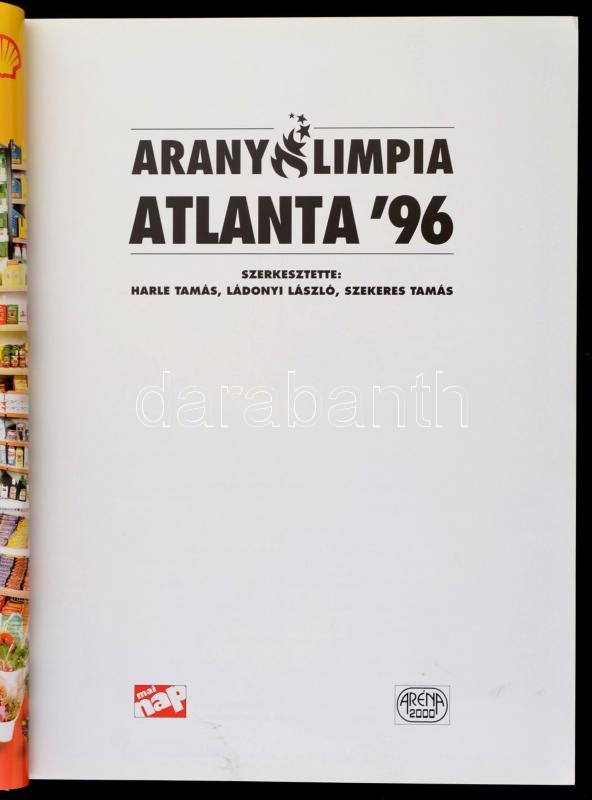 ARANYOLIMPIA
ATLANTA '96
SZERKESZTETTE:
HARLE TAMÁS, LÁDONYI LÁSZLÓ, SZEKERES TAMÁS
darabanth
mai
nap
ARÉNA
2000